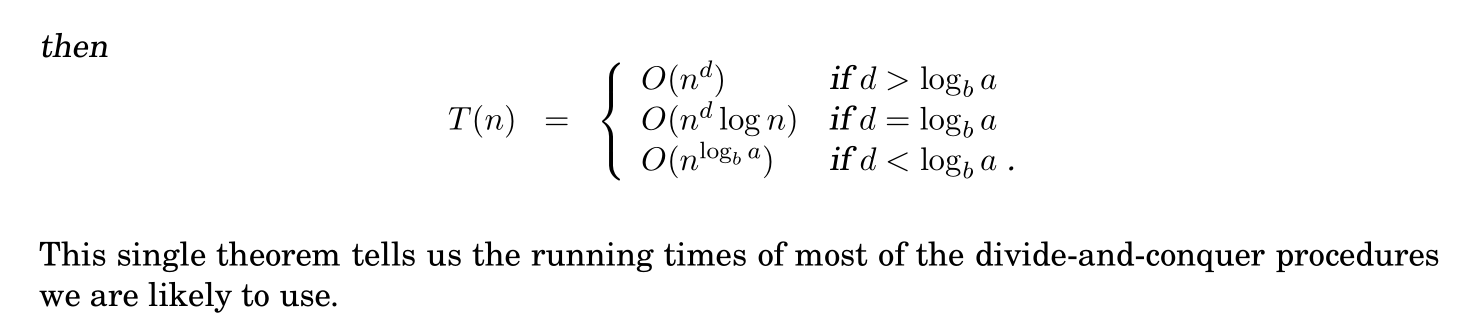 then
T(n) = { O(n^d) if d > log_b a
O(n^d log n) if d = log_b a
O(n^{log_b a}) if d < log_b a .
This single theorem tells us the running times of most of the divide-and-conquer procedures
we are likely to use.